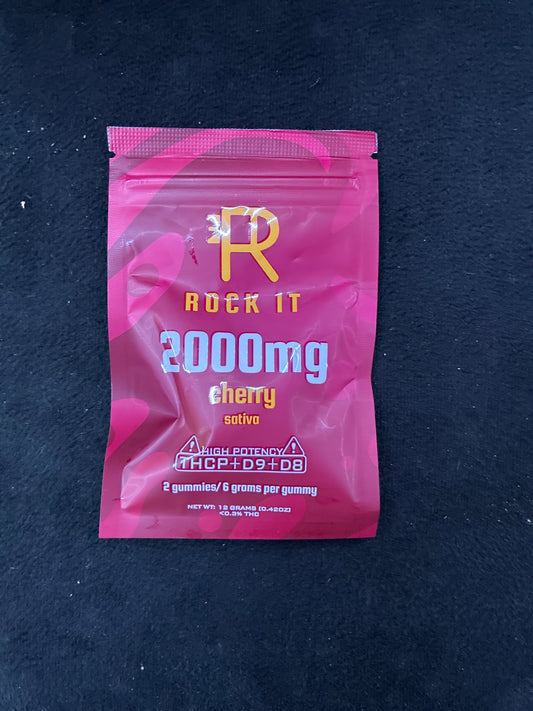 R
ROCK IT
2000mg
cherry
sativa
HIGH POTENCY
THCP+D9+D8
2 gummies/ 6 grams per gummy
NET WT: 12 GRAMS (0.42OZ)
<0.3% THC